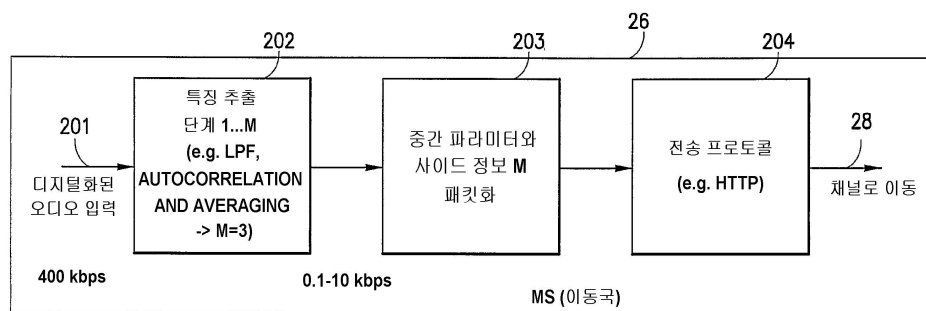 202
203
26
204
201
디지털화된
오디오 입력
특징 추출
단계 1...M
(e.g. LPF,
AUTOCORRELATION
AND AVERAGING
-> M=3)
중간 파라미터와
사이드 정보 M
패킷화
전송 프로토콜
(e.g. HTTP)
28
채널로 이동
400 kbps
0.1-10 kbps
MS (이동국)